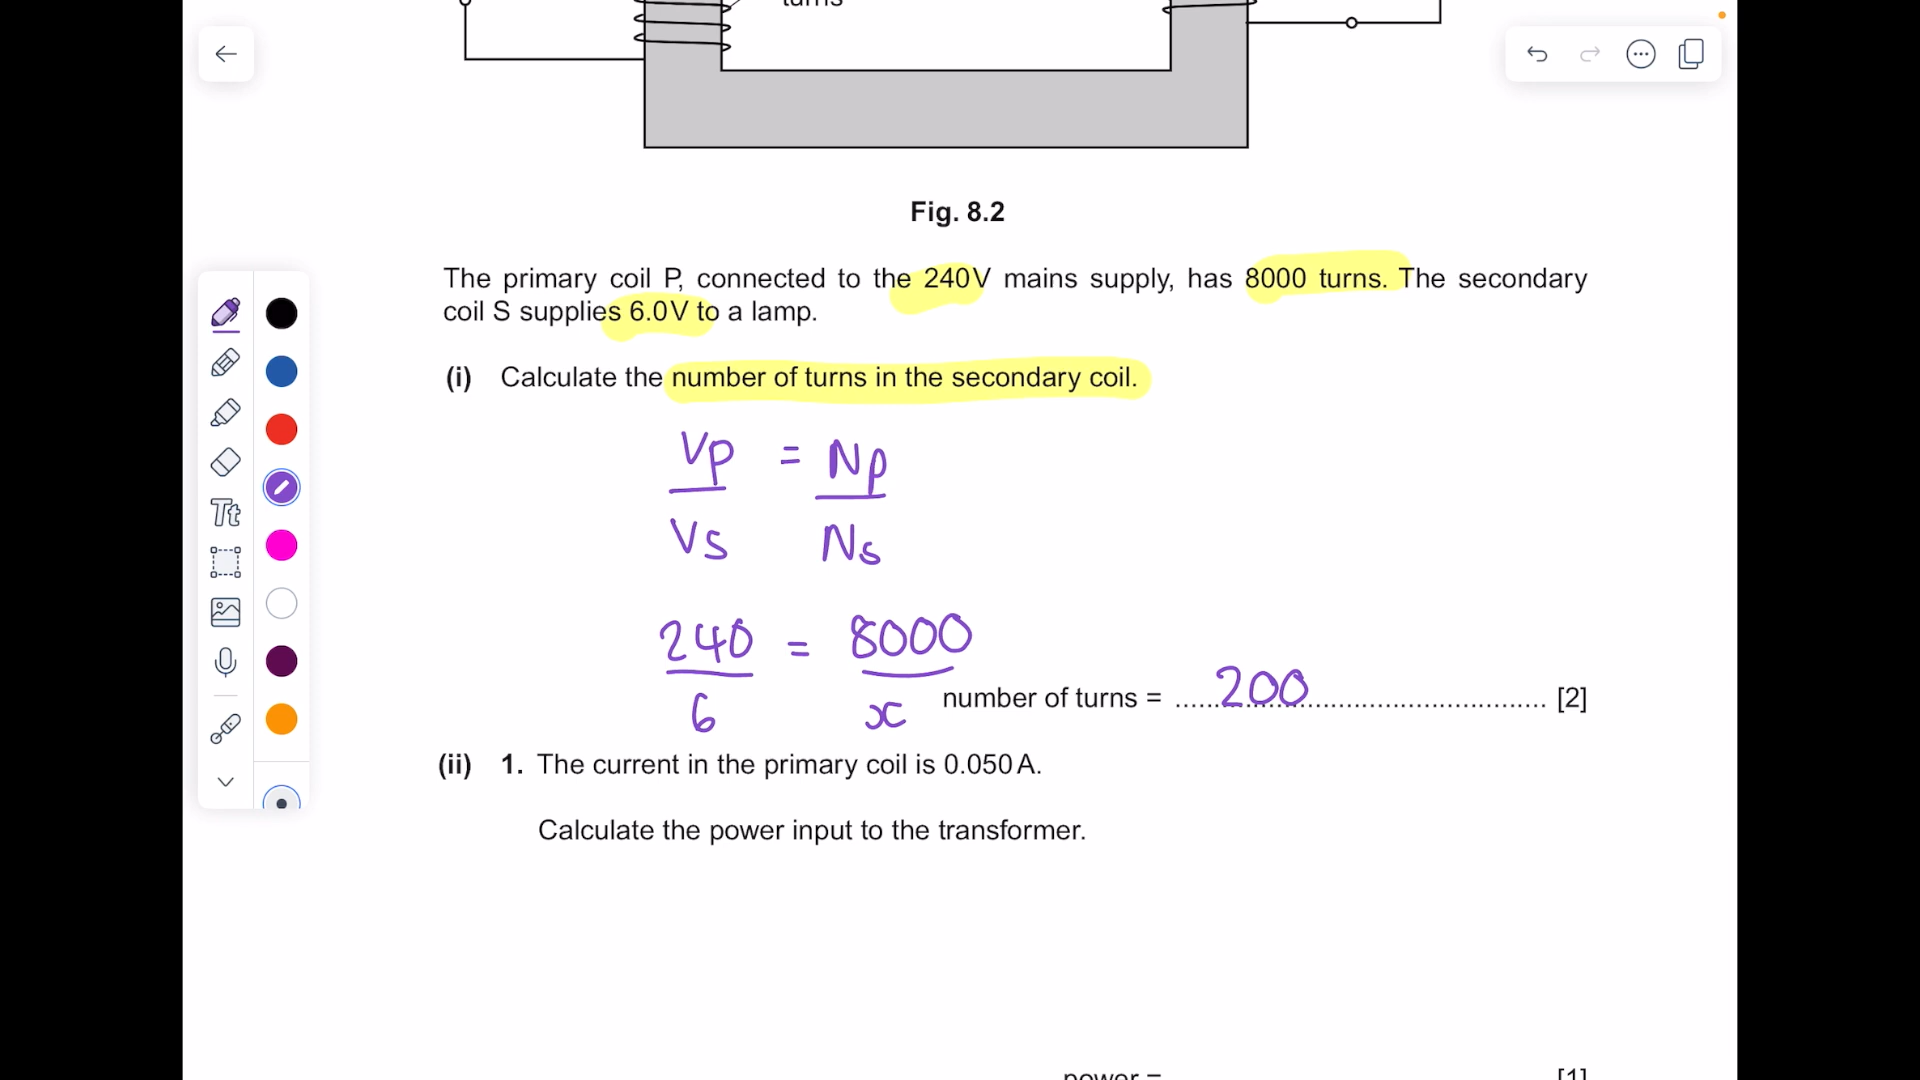 turns
Fig. 8.2
The primary coil P, connected to the 240V mains supply, has 8000 turns. The secondary
coil S supplies 6.0V to a lamp.
(i) Calculate the number of turns in the secondary coil.
Vp = Np
Vs Ns
240 = 8000
6 x
number of turns = ..... 200 ..... [2]
(ii) 1. The current in the primary coil is 0.050 A.
Calculate the power input to the transformer.
power = [1]
Tt